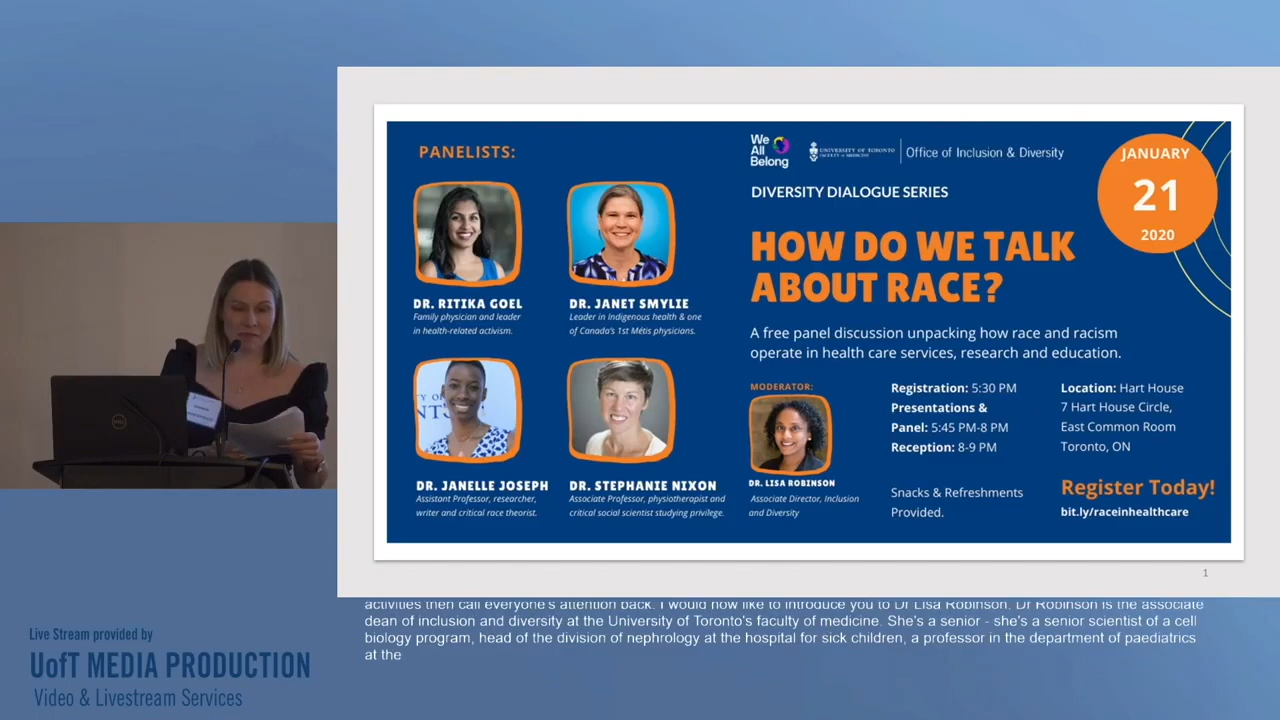 PANELISTS:
DR. RITIKA GOEL
Family physician and leader
in health-related activism.
DR. JANET SMYLIE
Leader in Indigenous health & one
of Canada's 1st Métis physicians.
DR. JANELLE JOSEPH
Assistant Professor, researcher,
writer and critical race theorist.
DR. STEPHANIE NIXON
Associate Professor, physiotherapist and
critical social scientist studying privilege.
We
All
Belong
UNIVERSITY OF TORONTO
FACULTY OF MEDICINE
Office of Inclusion & Diversity
DIVERSITY DIALOGUE SERIES
JANUARY
21
2020
HOW DO WE TALK
ABOUT RACE?
A free panel discussion unpacking how race and racism
operate in health care services, research and education.
MODERATOR:
DR. LISA ROBINSON
Associate Director, Inclusion
and Diversity
Registration: 5:30 PM
Presentations &
Panel: 5:45 PM-8 PM
Reception: 8-9 PM
Snacks & Refreshments
Provided.
Location: Hart House
7 Hart House Circle,
East Common Room
Toronto, ON
Register Today!
bit.ly/raceinhealthcare
1
activities then call everyone's attention back. I would now like to introduce you to Dr Lisa Robinson. Dr Robinson is the associate
dean of inclusion and diversity at the University of Toronto's faculty of medicine. She's a senior - she's a senior scientist of a cell
biology program, head of the division of nephrology at the hospital for sick children, a professor in the department of paediatrics
at the
Live Stream provided by
UofT MEDIA PRODUCTION
Video & Livestream Services